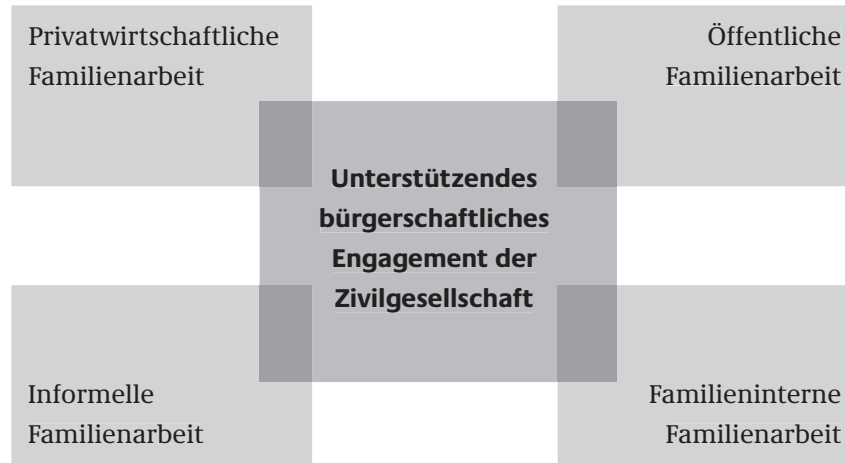 Privatwirtschaftliche
Familienarbeit
Öffentliche
Familienarbeit
Unterstützendes
bürgerschaftliches
Engagement der
Zivilgesellschaft
Informelle
Familienarbeit
Familieninterne
Familienarbeit